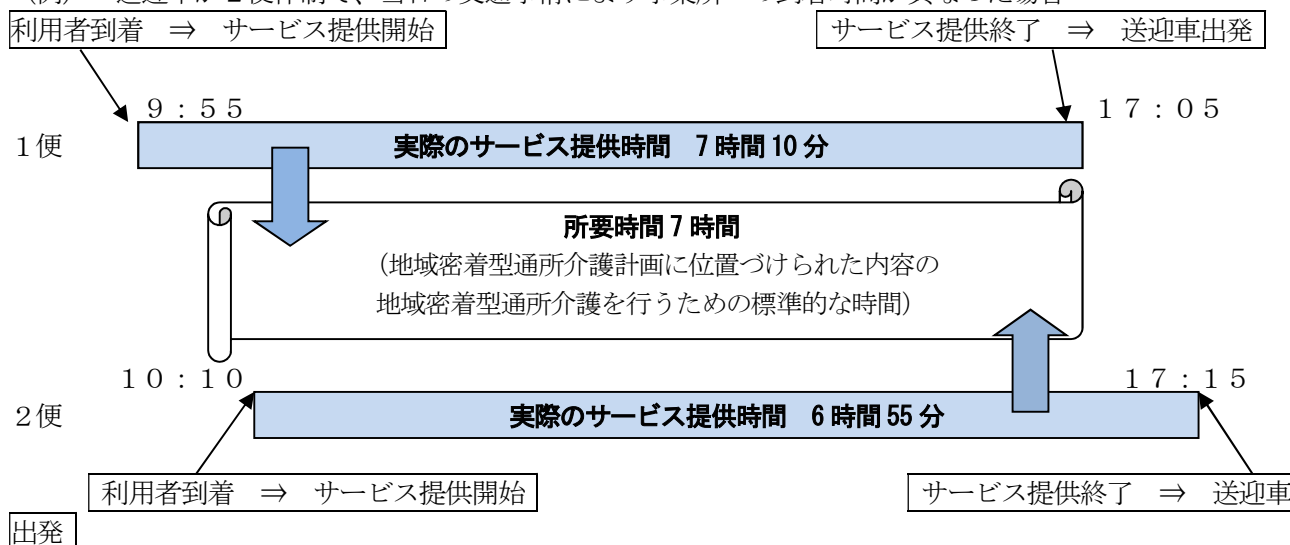 利用者到着 ⇒ サービス提供開始
サービス提供終了 ⇒ 送迎車出発
9:55
17:05
1便
実際のサービス提供時間 7時間10分
所要時間7時間
(地域密着型通所介護計画に位置づけられた内容の
地域密着型通所介護を行うための標準的な時間)
10:10
17:15
2便
実際のサービス提供時間 6時間55分
利用者到着 ⇒ サービス提供開始
サービス提供終了 ⇒ 送迎車
出発